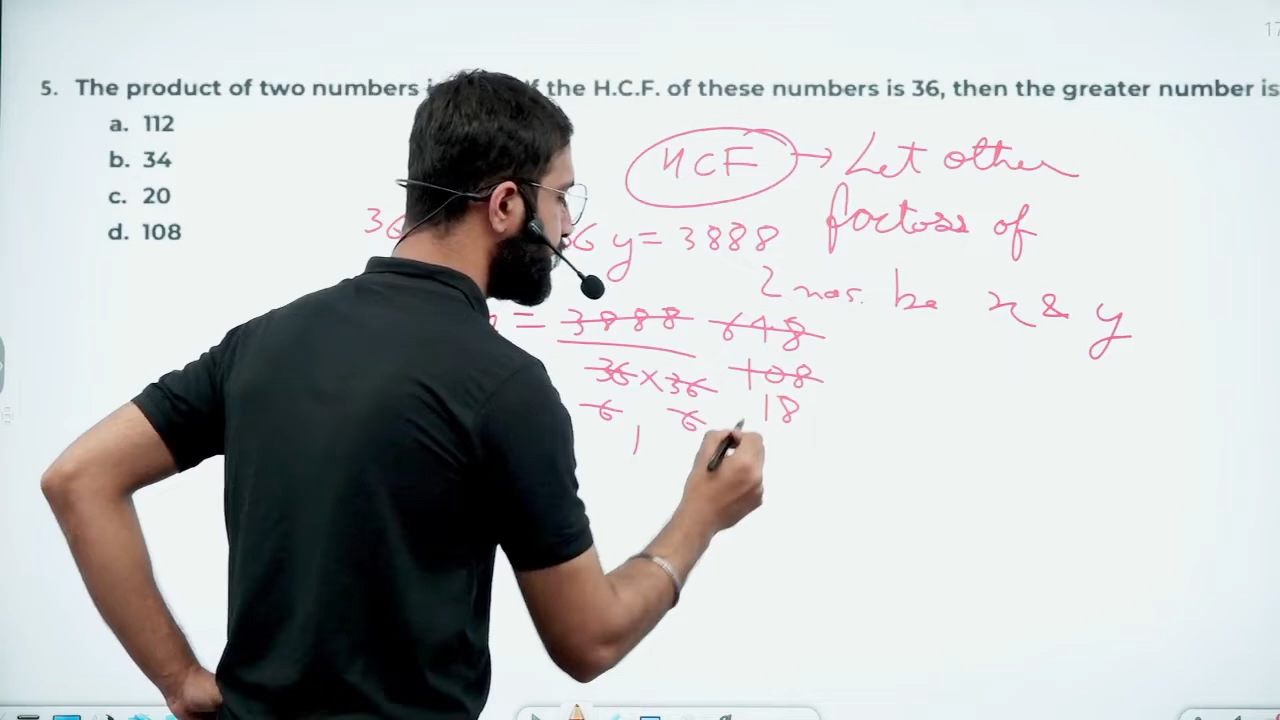 17
5. The product of two numbers the H.C.F. of these numbers is 36, then the greater number is
a. 112
b. 34
c. 20
d. 108
HCF → Let other
factors of
2 nos. be x & y
36 y = 3888
= 3888 648
36 × 36 108
6 6 18
1